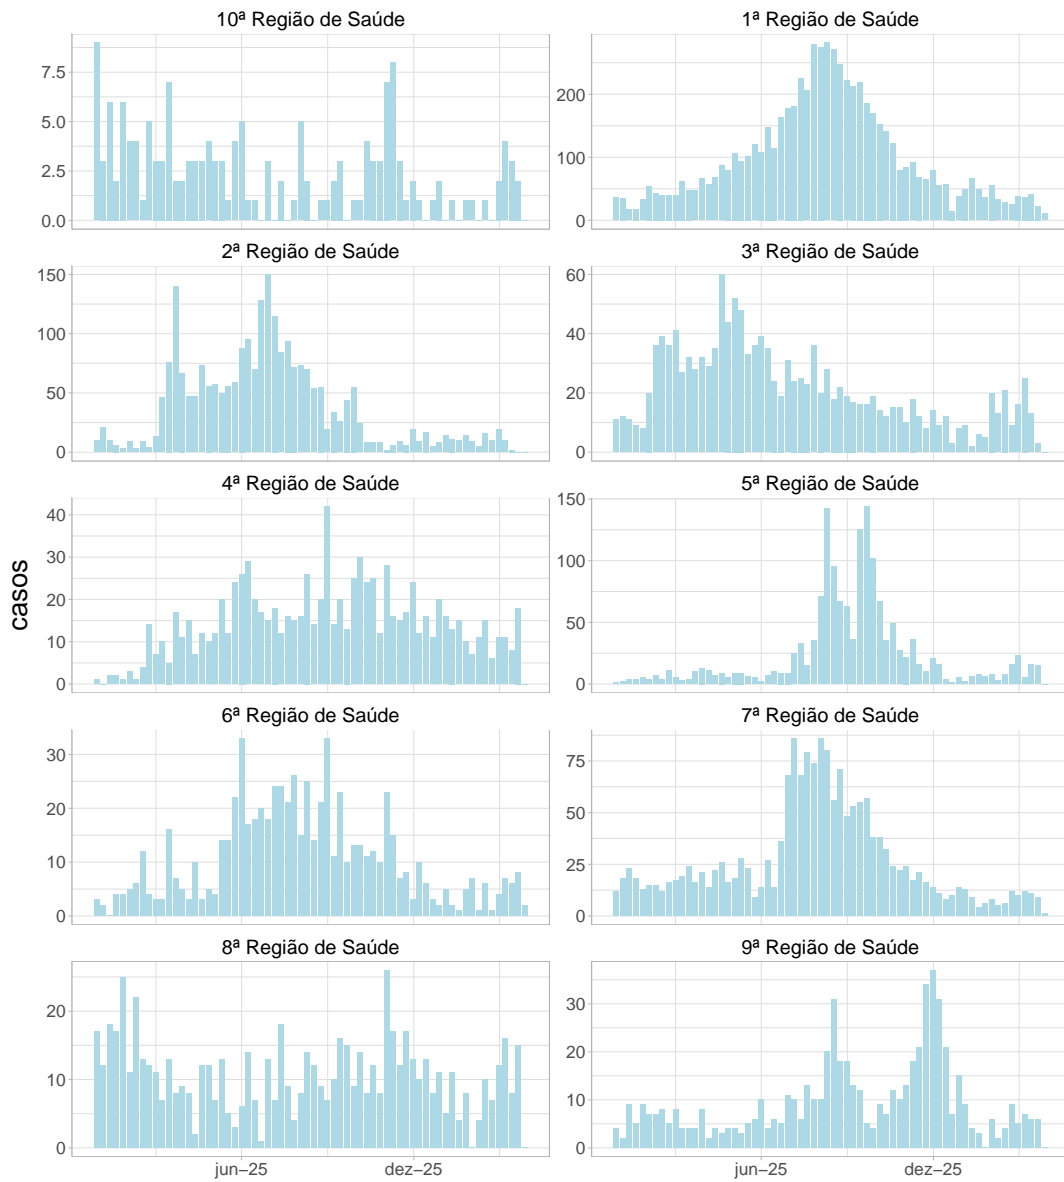 10ª Região de Saúde
1ª Região de Saúde
7.5
5.0
2.5
0.0
200
100
0
2ª Região de Saúde
3ª Região de Saúde
150
100
50
0
60
40
20
0
4ª Região de Saúde
5ª Região de Saúde
40
30
20
10
0
150
100
50
0
casos
6ª Região de Saúde
7ª Região de Saúde
30
20
10
0
75
50
25
0
8ª Região de Saúde
9ª Região de Saúde
20
10
0
30
20
10
0
jun–25
dez–25
jun–25
dez–25